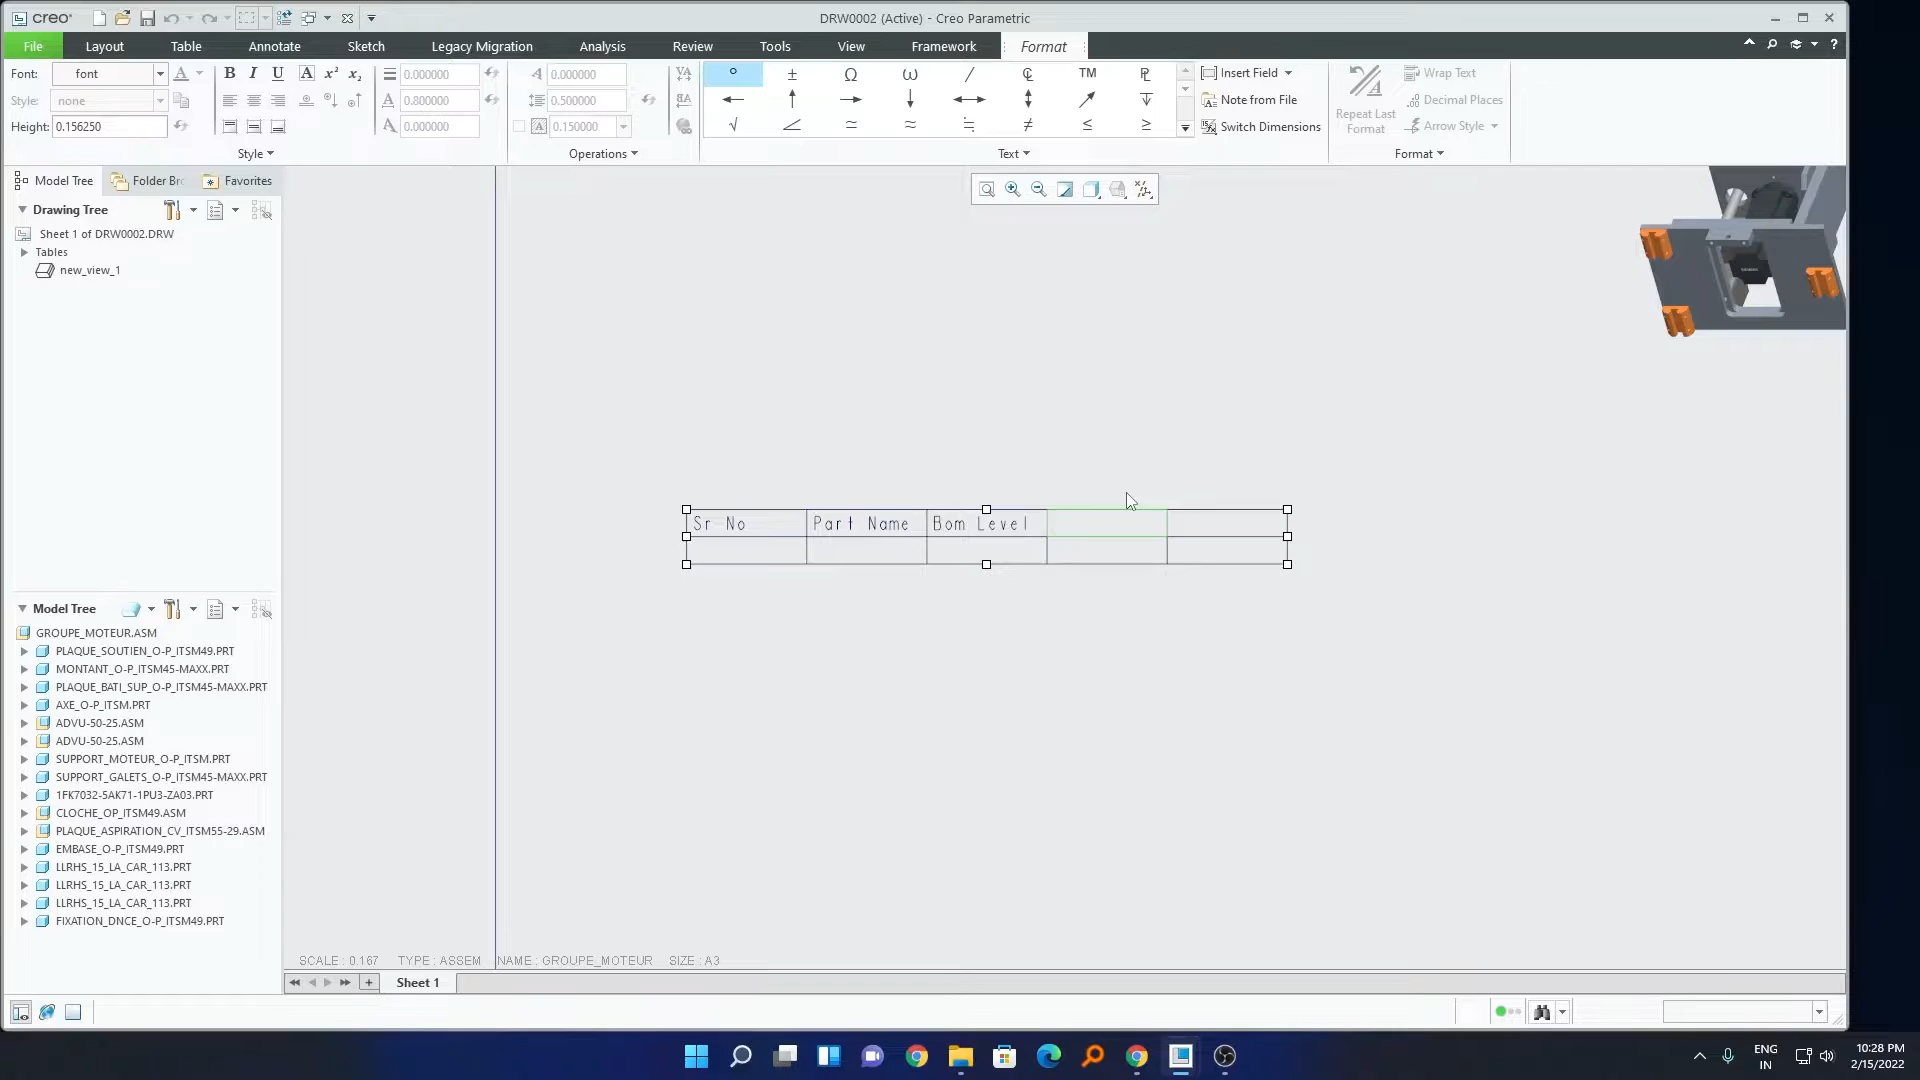 creo
DRW0002 (Active) - Creo Parametric
File Layout Table Annotate Sketch Legacy Migration Analysis Review Tools View Framework Format
Font: font A B I U A x² x₂ 0.000000 0.000000
Style: none 0.800000 0.500000
Height: 0.156250 0.000000 0.150000
° ± Ω ω / ℄ TM ⅊
← ↑ → ↓ ↔ ↕ ↗
√ ∠ ≃ ≈ ≠ ≤ ≥
Insert Field
Note from File
Switch Dimensions
Repeat Last Format
Wrap Text
Decimal Places
Arrow Style
Style Operations Text Format
Model Tree Folder Br Favorites
Drawing Tree
Sheet 1 of DRW0002.DRW
Tables
new_view_1
Sr No Part Name Bom Level
Model Tree
GROUPE_MOTEUR.ASM
PLAQUE_SOUTIEN_O-P_ITSM49.PRT
MONTANT_O-P_ITSM45-MAXX.PRT
PLAQUE_BATI_SUP_O-P_ITSM45-MAXX.PRT
AXE_O-P_ITSM.PRT
ADVU-50-25.ASM
ADVU-50-25.ASM
SUPPORT_MOTEUR_O-P_ITSM.PRT
SUPPORT_GALETS_O-P_ITSM45-MAXX.PRT
1FK7032-5AK71-1PU3-ZA03.PRT
CLOCHE_OP_ITSM49.ASM
PLAQUE_ASPIRATION_CV_ITSM55-29.ASM
EMBASE_O-P_ITSM49.PRT
LLRHS_15_LA_CAR_113.PRT
LLRHS_15_LA_CAR_113.PRT
LLRHS_15_LA_CAR_113.PRT
FIXATION_DNCE_O-P_ITSM49.PRT
SCALE : 0.167 TYPE : ASSEM NAME : GROUPE_MOTEUR SIZE : A3
Sheet 1
ENG
IN
10:28 PM
2/15/2022